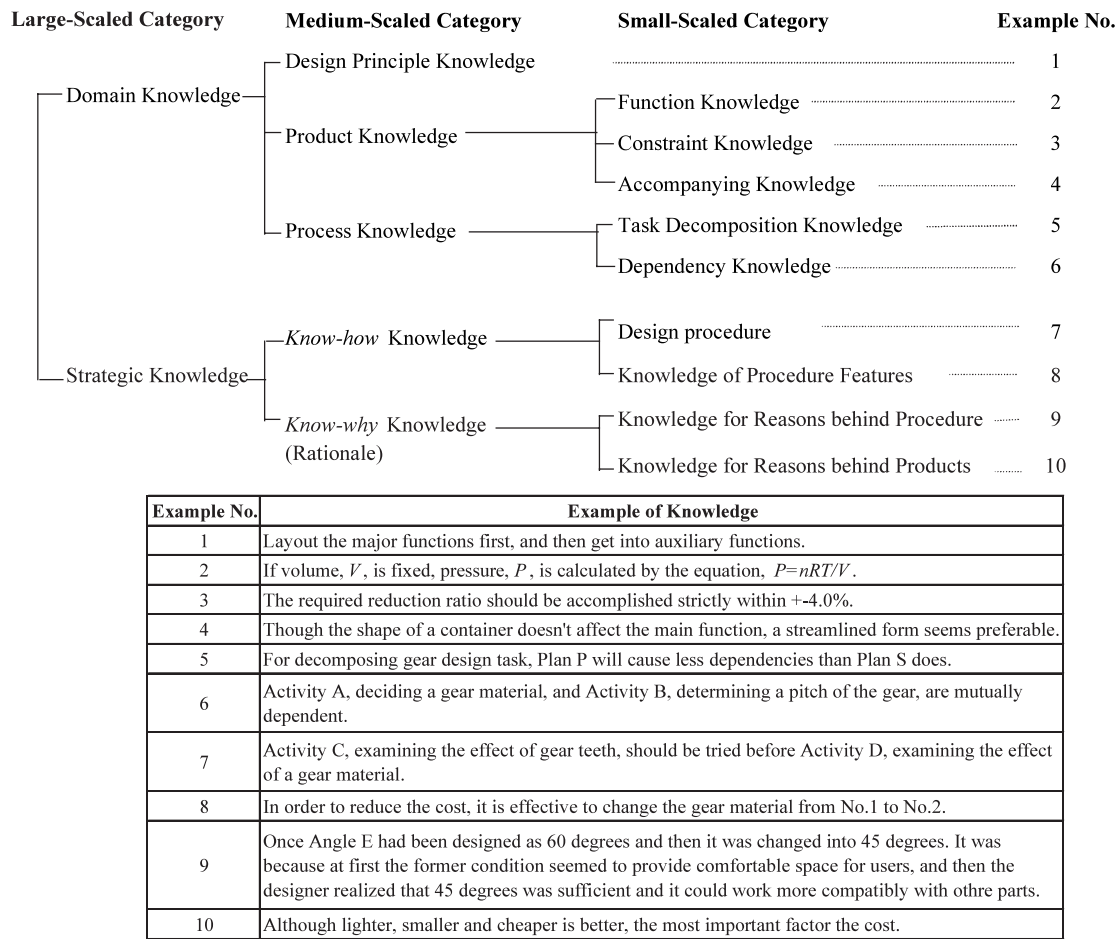 Large-Scaled Category Medium-Scaled Category Small-Scaled Category Example No.
Design Principle Knowledge 1
Domain Knowledge
Function Knowledge 2
Product Knowledge
Constraint Knowledge 3
Accompanying Knowledge 4
Task Decomposition Knowledge 5
Process Knowledge
Dependency Knowledge 6
Design procedure 7
Know-how Knowledge
Strategic Knowledge
Knowledge of Procedure Features 8
Know-why Knowledge
(Rationale)
Knowledge for Reasons behind Procedure 9
Knowledge for Reasons behind Products 10
Example No. Example of Knowledge
1 Layout the major functions first, and then get into auxiliary functions.
2 If volume, V, is fixed, pressure, P, is calculated by the equation, P=nRT/V.
3 The required reduction ratio should be accomplished strictly within +-4.0%.
4 Though the shape of a container doesn't affect the main function, a streamlined form seems preferable.
5 For decomposing gear design task, Plan P will cause less dependencies than Plan S does.
6 Activity A, deciding a gear material, and Activity B, determining a pitch of the gear, are mutually
dependent.
7 Activity C, examining the effect of gear teeth, should be tried before Activity D, examining the effect
of a gear material.
8 In order to reduce the cost, it is effective to change the gear material from No.1 to No.2.
9 Once Angle E had been designed as 60 degrees and then it was changed into 45 degrees. It was
because at first the former condition seemed to provide comfortable space for users, and then the
designer realized that 45 degrees was sufficient and it could work more compatibly with othre parts.
10 Although lighter, smaller and cheaper is better, the most important factor the cost.